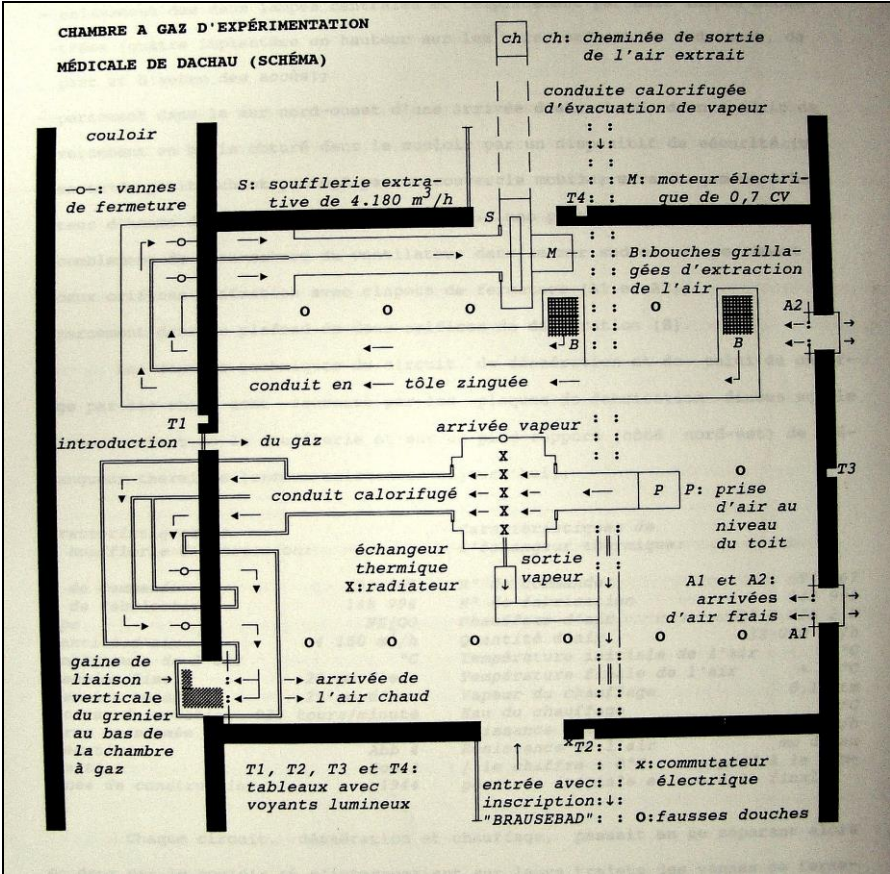 CHAMBRE A GAZ D'EXPÉRIMENTATION
MÉDICALE DE DACHAU (SCHÉMA)
ch
ch: cheminée de sortie
de l'air extrait
conduite calorifugée
d'évacuation de vapeur
couloir
—o—: vannes
de fermeture
S: soufflerie extra-
tive de 4.180 m³/h
S
T4
M: moteur électri-
que de 0,7 CV
M
B:bouches grilla-
gées d'extraction
de l'air
O O O O
A2
B
B
conduit en ← tôle zinguée
T1
introduction → du gaz
arrivée vapeur
X
X
X
X
X
conduit calorifugé
P
P: prise
d'air au
niveau
du toit
O
T3
échangeur
thermique
X:radiateur
sortie
vapeur
A1 et A2:
arrivées
d'air frais
A1
O O O O O O
gaine de
liaison →
verticale
du grenier
au bas de
la chambre
à gaz
→ arrivée de
l'air chaud
T1, T2, T3 et T4:
tableaux avec
voyants lumineux
xT2:
entrée avec:
inscription:
"BRAUSEBAD":
x:commutateur
électrique
O:fausses douches